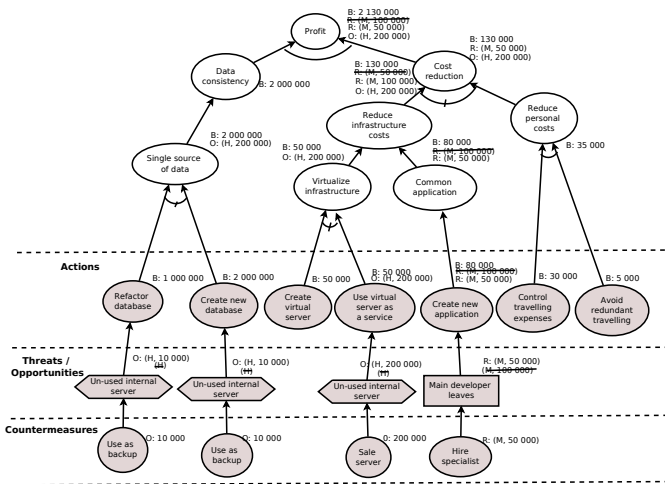 Profit
B: 2 130 000
R: (M, 100 000)
R: (M, 50 000)
O: (H, 200 000)
Data
consistency
B: 2 000 000
B: 130 000
R: (M, 50 000)
R: (M, 100 000)
O: (H, 200 000)
Cost
reduction
B: 130 000
R: (M, 50 000)
O: (H, 200 000)
Reduce
infrastructure
costs
Reduce
personal
costs
B: 35 000
B: 2 000 000
O: (H, 200 000)
Single source
of data
B: 50 000
O: (H, 200 000)
Virtualize
infrastructure
B: 80 000
R: (M, 100 000)
R: (M, 50 000)
Common
application
Actions
Refactor
database
B: 1 000 000
Create new
database
B: 2 000 000
Create
virtual
server
B: 50 000
Use virtual
server as
a service
B: 50 000
O: (H, 200 000)
Create new
application
B: 80 000
R: (M, 100 000)
R: (M, 50 000)
Control
travelling
expenses
B: 30 000
Avoid
redundant
travelling
B: 5 000
Threats /
Opportunities
O: (H, 10 000)
(H)
Un-used internal
server
O: (H, 10 000)
(H)
Un-used internal
server
O: (H, 200 000)
(H)
Un-used internal
server
R: (M, 50 000)
(M, 100 000)
Main developer
leaves
Countermeasures
Use as
backup
O: 10 000
Use as
backup
O: 10 000
Sale
server
0: 200 000
Hire
specialist
R: (M, 50 000)